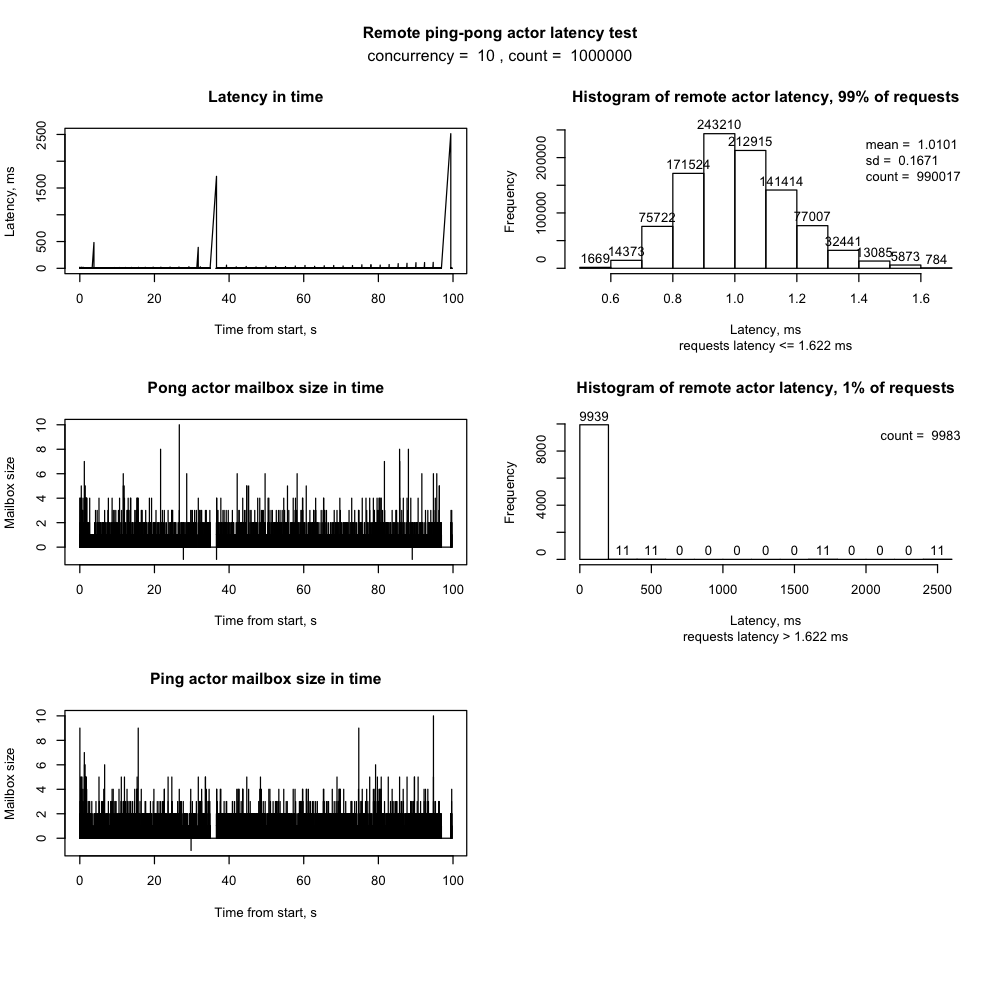 Remote ping-pong actor latency test
concurrency = 10 , count = 1000000
Latency in time
Latency, ms
0 500 1500 2500
0 20 40 60 80 100
Time from start, s
Histogram of remote actor latency, 99% of requests
Frequency
0 100000 200000
1669 14373 75722 171524 243210 212915 141414 77007 32441 13085 5873 784
mean = 1.0101
sd = 0.1671
count = 990017
0.6 0.8 1.0 1.2 1.4 1.6
Latency, ms
requests latency <= 1.622 ms
Pong actor mailbox size in time
Mailbox size
0 2 4 6 8 10
0 20 40 60 80 100
Time from start, s
Histogram of remote actor latency, 1% of requests
Frequency
0 4000 8000
9939 11 11 0 0 0 0 0 11 0 0 0 11
count = 9983
0 500 1000 1500 2000 2500
Latency, ms
requests latency > 1.622 ms
Ping actor mailbox size in time
Mailbox size
0 2 4 6 8 10
0 20 40 60 80 100
Time from start, s